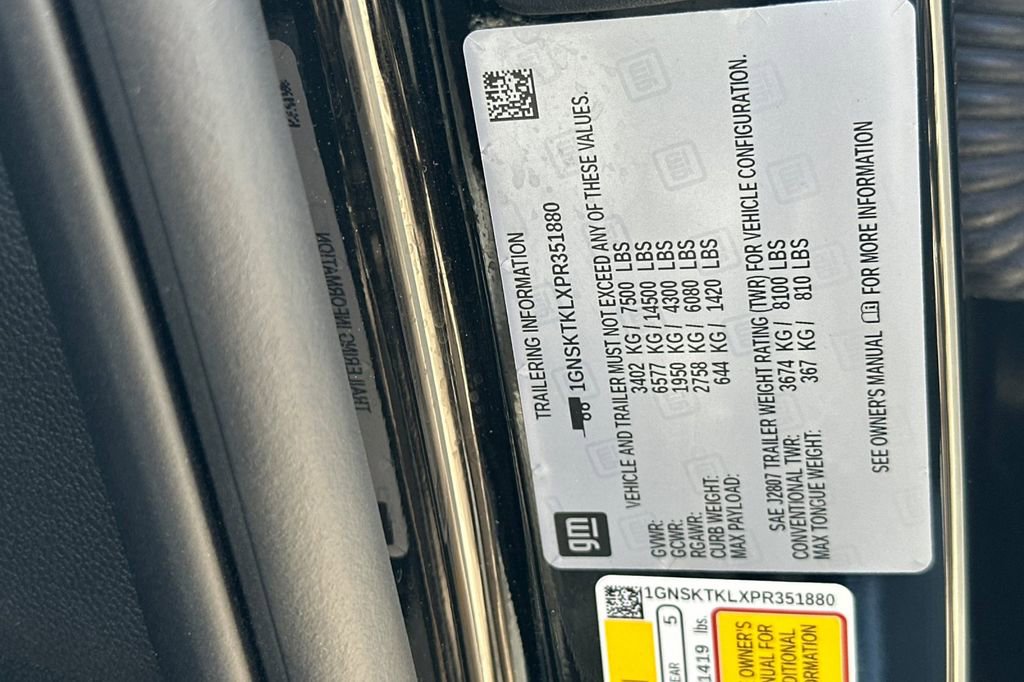 TRAILERING INFORMATION
1GNSKTKLXPR351880
gm
VEHICLE AND TRAILER MUST NOT EXCEED ANY OF THESE VALUES.
GVWR: 3402 KG / 7500 LBS
GCWR: 6577 KG / 14500 LBS
RGAWR: 1950 KG / 4300 LBS
CURB WEIGHT: 2758 KG / 6080 LBS
MAX PAYLOAD: 644 KG / 1420 LBS
SAE J2807 TRAILER WEIGHT RATING (TWR) FOR VEHICLE CONFIGURATION.
CONVENTIONAL TWR: 3674 KG / 8100 LBS
MAX TONGUE WEIGHT: 367 KG / 810 LBS
SEE OWNER'S MANUAL FOR MORE INFORMATION
1GNSKTKLXPR351880
EAR 5
1419 lbs.
OWNER'S
NUAL FOR
DITIONAL
ORMATION
TRAILERING INFORMATION